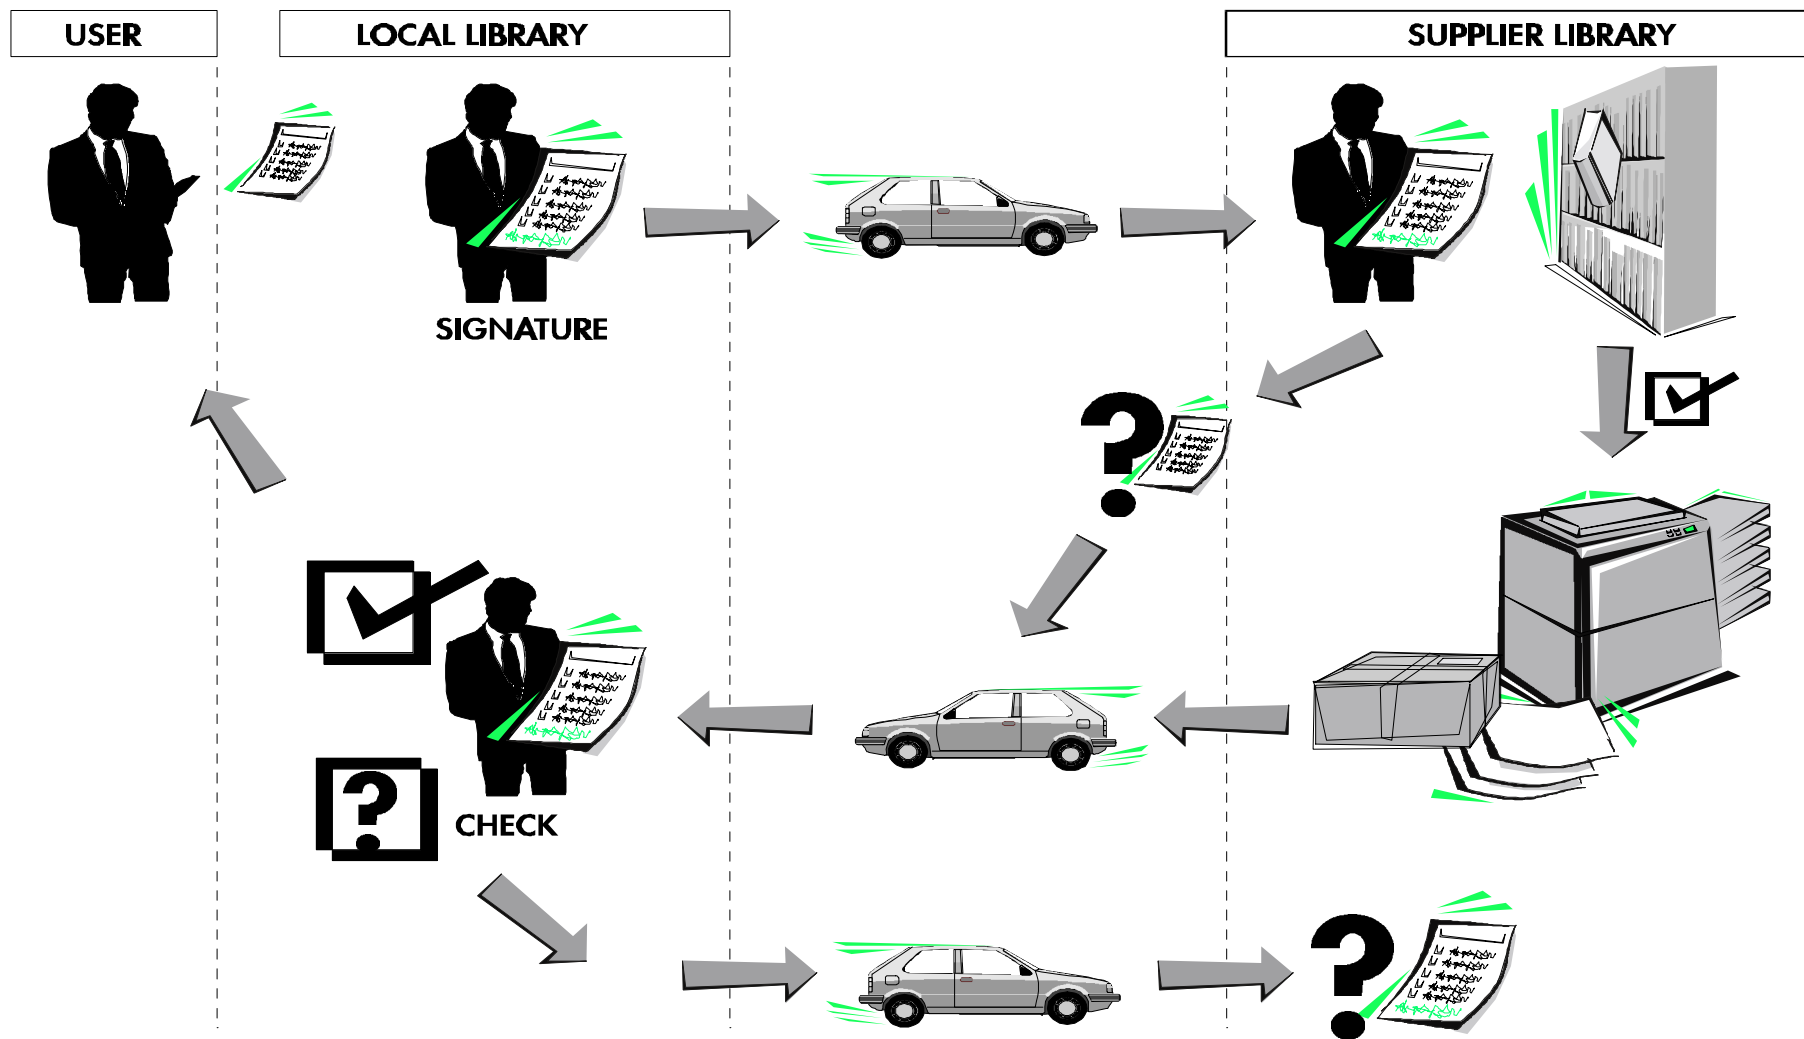 USER
LOCAL LIBRARY
SUPPLIER LIBRARY
SIGNATURE
?
CHECK
?
?